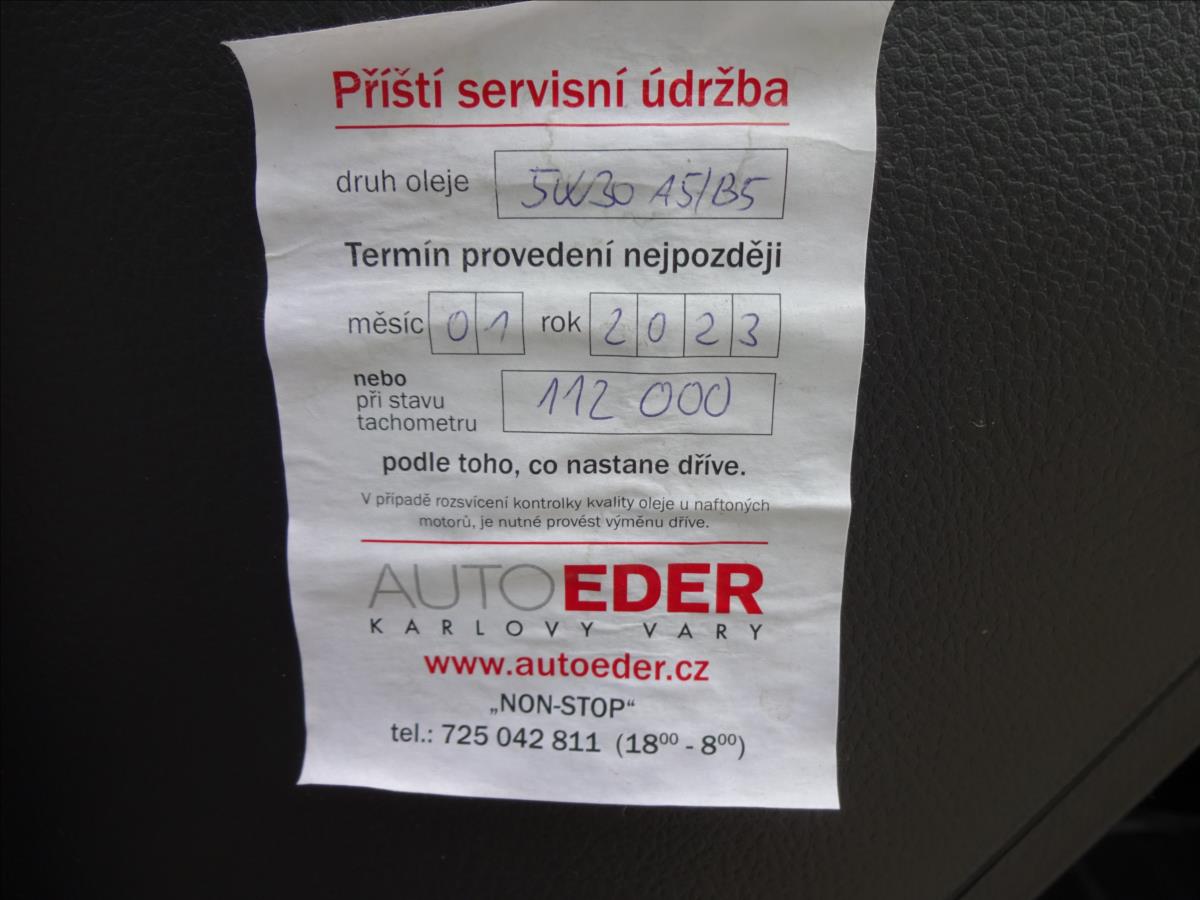 Příští servisní údržba
druh oleje 5W30 A5/B5
Termín provedení nejpozději
měsíc 01 rok 2023
nebo
při stavu
tachometru 112 000
podle toho, co nastane dříve.
V případě rozsvícení kontrolky kvality oleje u naftoných
motorů, je nutné provést výměnu dříve.
AUTOEDER
KARLOVY VARY
www.autoeder.cz
„NON-STOP“
tel.: 725 042 811 (18⁰⁰ - 8⁰⁰)